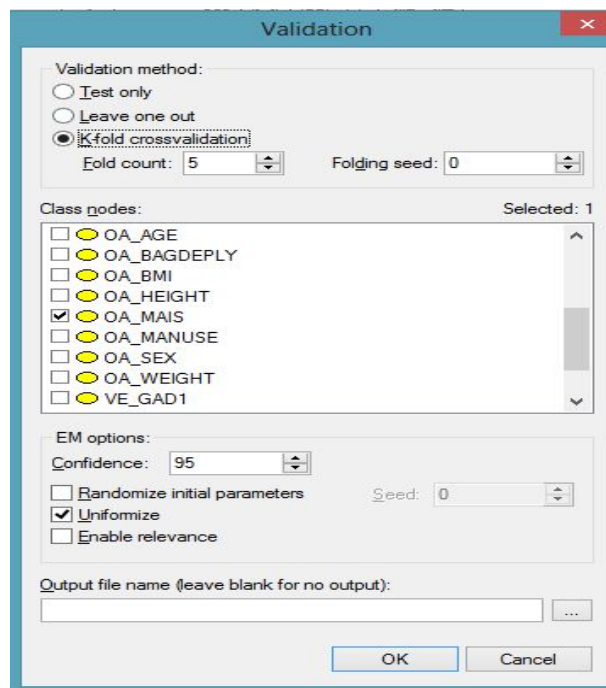 Validation
Validation method:
Test only
Leave one out
K-fold crossvalidation
Fold count: 5 Folding seed: 0
Class nodes: Selected: 1
OA_AGE
OA_BAGDEPLY
OA_BMI
OA_HEIGHT
OA_MAIS
OA_MANUSE
OA_SEX
OA_WEIGHT
VE_GAD1
EM options:
Confidence: 95
Randomize initial parameters Seed: 0
Uniformize
Enable relevance
Output file name (leave blank for no output):
...
OK Cancel